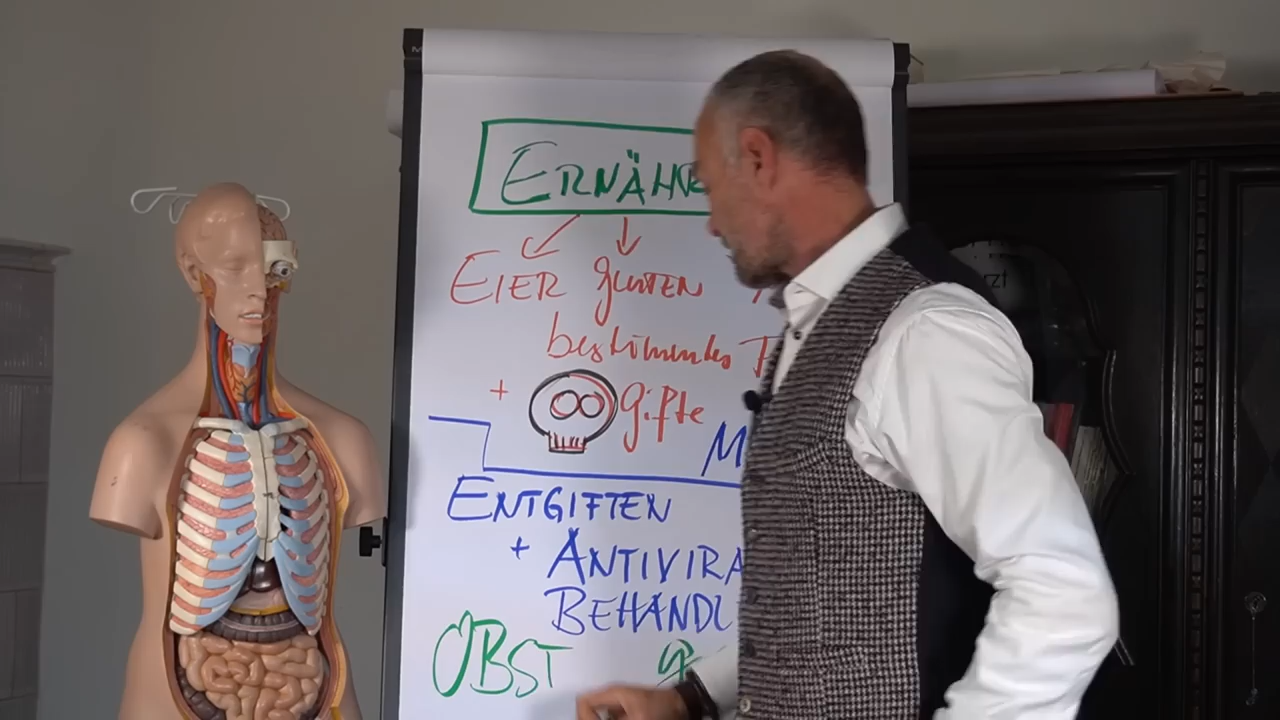 ERNÄHR
EIER gluten
bestimmtes F
+ gifte
M
ENTGIFTEN
+ ANTIVIRA
BEHANDL
OBST